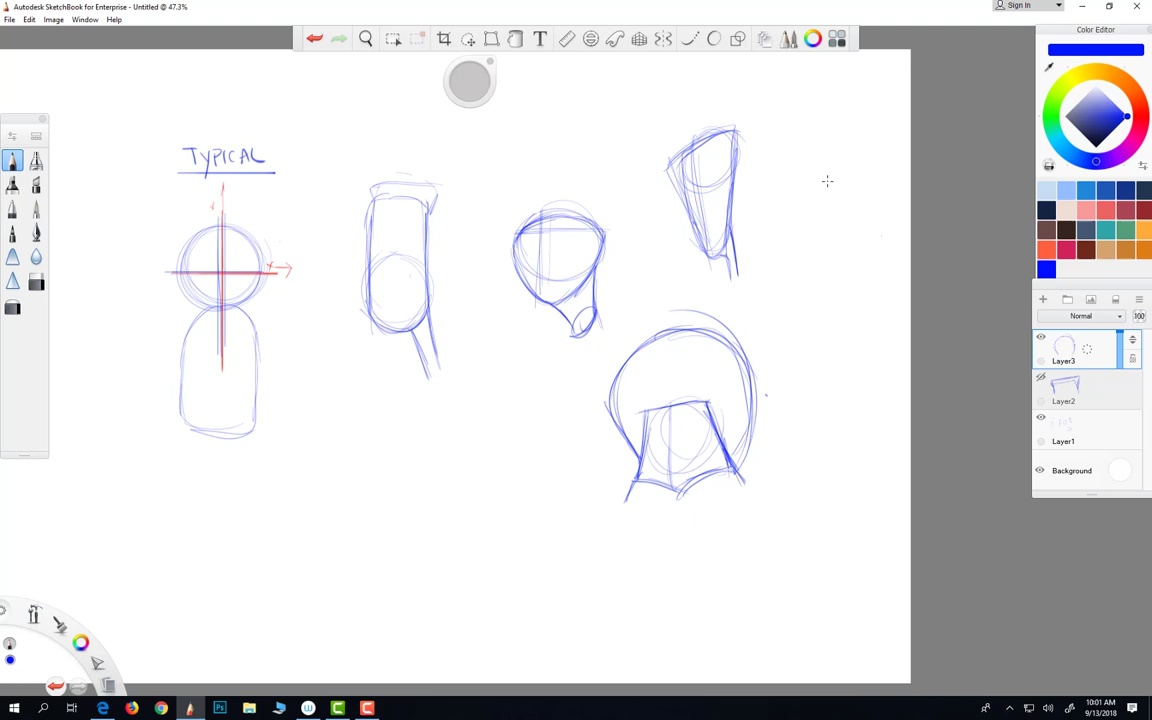 Autodesk SketchBook for Enterprise - Untitled @ 47.3%
Sign In
File Edit Image Window Help
Color Editor
TYPICAL
Normal
100
Layer3
Layer2
Layer1
Background
10:01 AM
9/13/2018